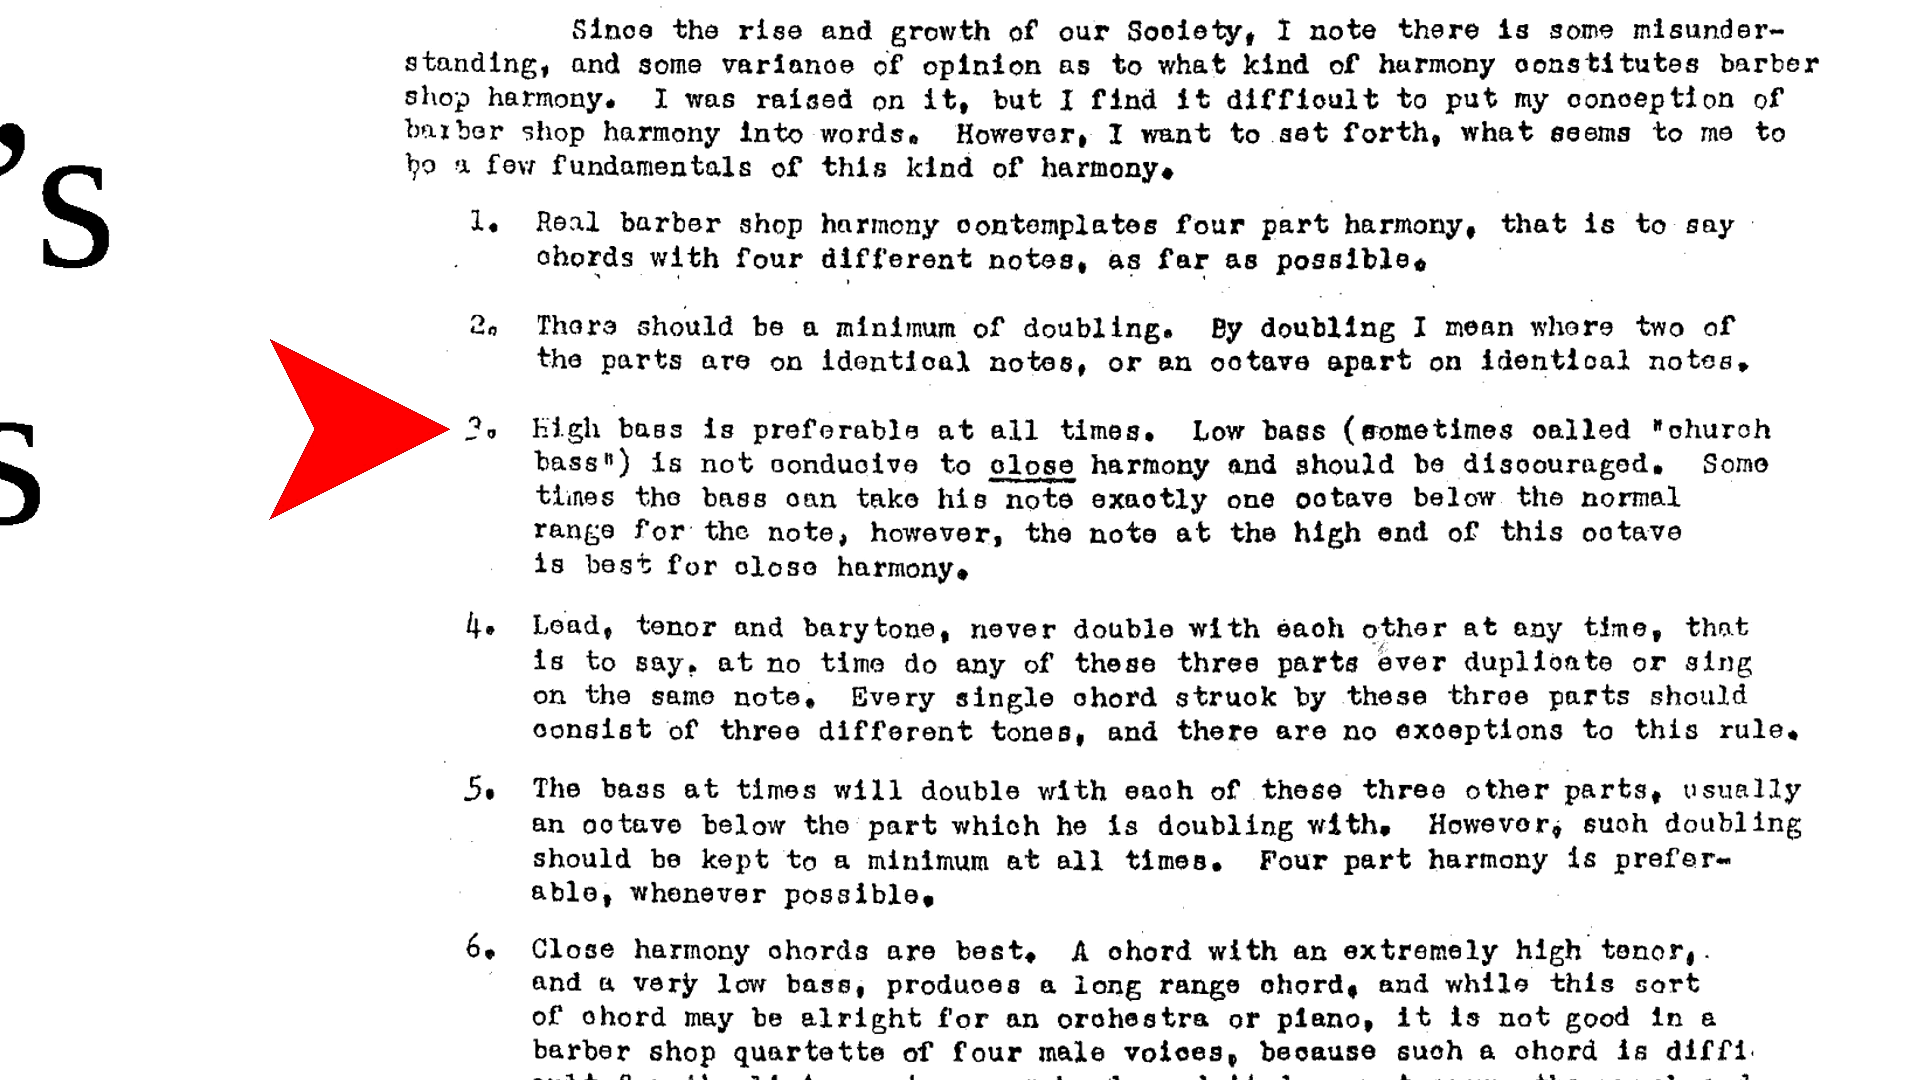 's
s
Since the rise and growth of our Society, I note there is some misunder-
standing, and some variance of opinion as to what kind of harmony constitutes barber
shop harmony. I was raised on it, but I find it difficult to put my conception of
barber shop harmony into words. However, I want to set forth, what seems to me to
be a few fundamentals of this kind of harmony.
1. Real barber shop harmony contemplates four part harmony, that is to say
chords with four different notes, as far as possible.
2. There should be a minimum of doubling. By doubling I mean where two of
the parts are on identical notes, or an octave apart on identical notes.
3. High bass is preferable at all times. Low bass (sometimes called "church
bass") is not conducive to close harmony and should be discouraged. Some
times the bass can take his note exactly one octave below the normal
range for the note, however, the note at the high end of this octave
is best for close harmony.
4. Lead, tenor and barytone, never double with each other at any time, that
is to say, at no time do any of these three parts ever duplicate or sing
on the same note. Every single chord struck by these three parts should
consist of three different tones, and there are no exceptions to this rule.
5. The bass at times will double with each of these three other parts, usually
an octave below the part which he is doubling with. However, such doubling
should be kept to a minimum at all times. Four part harmony is prefer-
able, whenever possible.
6. Close harmony chords are best. A chord with an extremely high tenor,
and a very low bass, produces a long range chord, and while this sort
of chord may be alright for an orchestra or piano, it is not good in a
barber shop quartette of four male voices, because such a chord is diffi